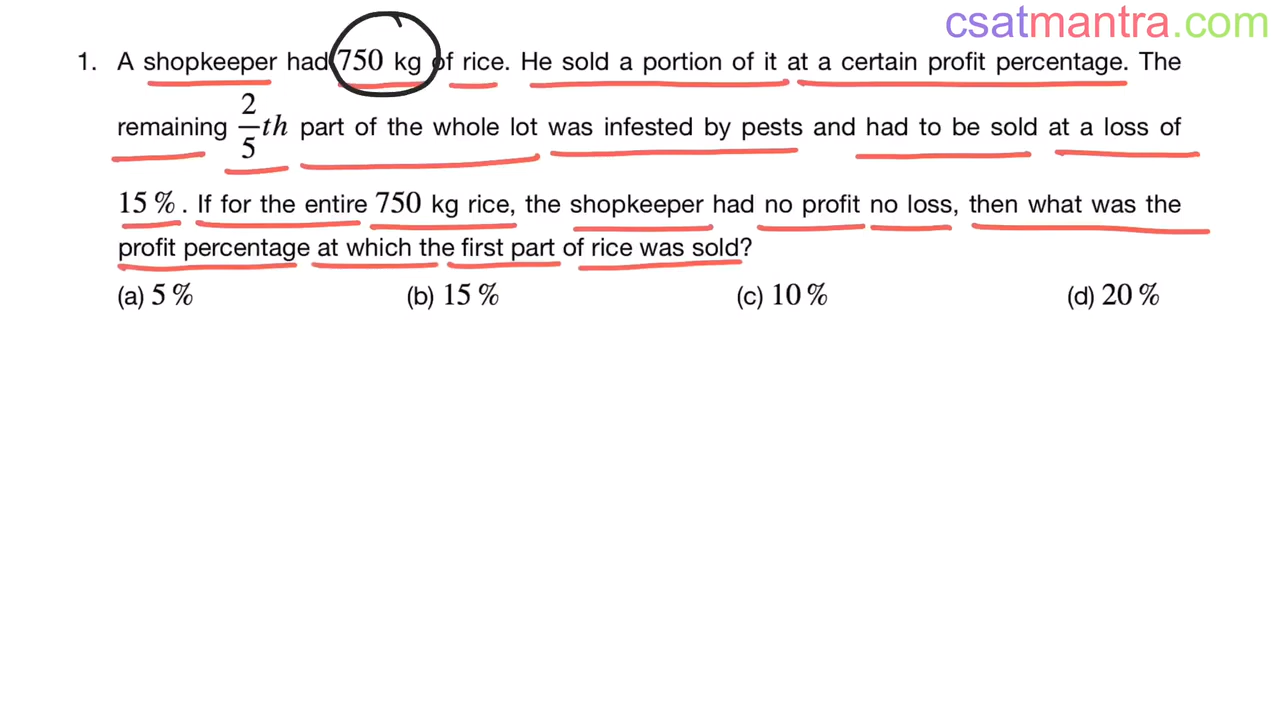 csatmantra.com
1. A shopkeeper had 750 kg of rice. He sold a portion of it at a certain profit percentage. The
remaining 2/5 th part of the whole lot was infested by pests and had to be sold at a loss of
15 % . If for the entire 750 kg rice, the shopkeeper had no profit no loss, then what was the
profit percentage at which the first part of rice was sold?
(a) 5 % (b) 15 % (c) 10 % (d) 20 %